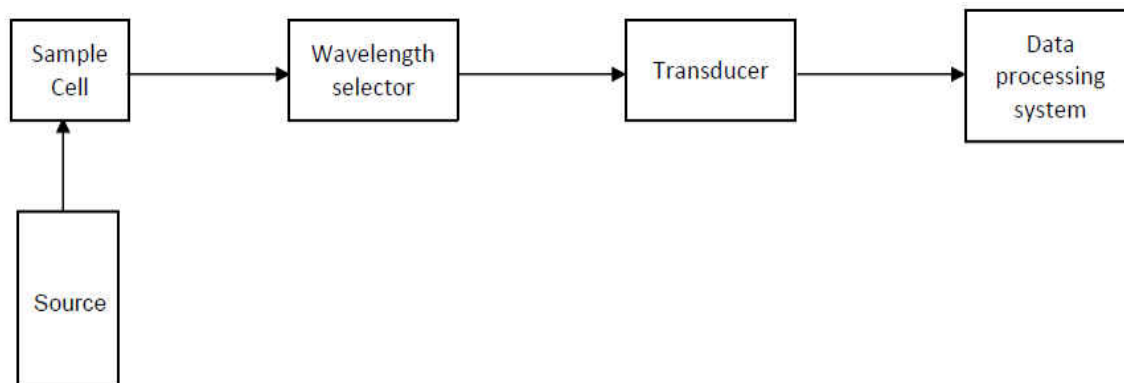 Sample
Cell
Wavelength
selector
Transducer
Data
processing
system
Source